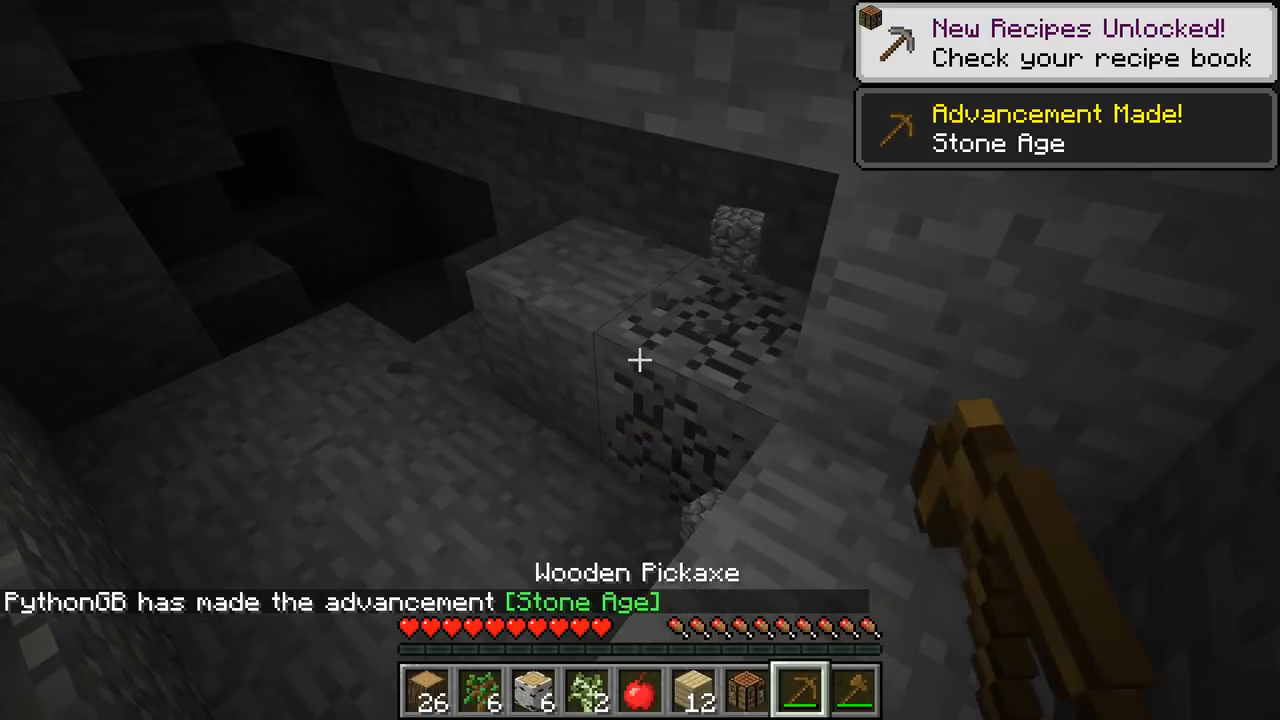 New Recipes Unlocked!
Check your recipe book
Advancement Made!
Stone Age
Wooden Pickaxe
PythonGB has made the advancement [Stone Age]
26 6 6 2 12